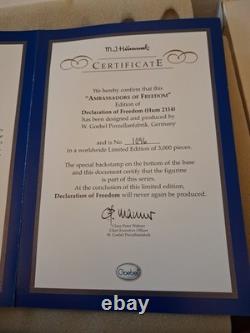 M.J. Hummel
CERTIFICATE
We hereby confirm that this
"AMBASSADORS OF FREEDOM"
Edition of
Declaration of Freedom (Hum 2114)
has been designed and produced by
W. Goebel Porzellanfabrik, Germany
and is No. 1096
in a worldwide Limited Edition of 3,000 pieces.
The special backstamp on the bottom of the base
and this document certify that the figurine
is part of this series.
At the conclusion of this limited edition,
Declaration of Freedom will never again be produced.
Chief Executive Officer
W. Goebel Porzellanfabrik
Goebel